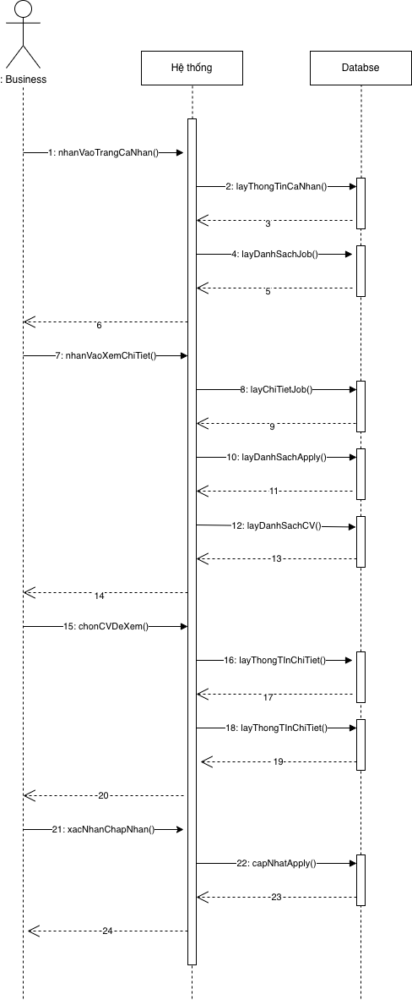 : Business
Hệ thống
Databse
1: nhanVaoTrangCaNhan()
2: layThongTinCaNhan()
3
4: layDanhSachJob()
5
6
7: nhanVaoXemChiTiet()
8: layChiTietJob()
9
10: layDanhSachApply()
11
12: layDanhSachCV()
13
14
15: chonCVDeXem()
16: layThongTInChiTiet()
17
18: layThongTInChiTiet()
19
20
21: xacNhanChapNhan()
22: capNhatApply()
23
24